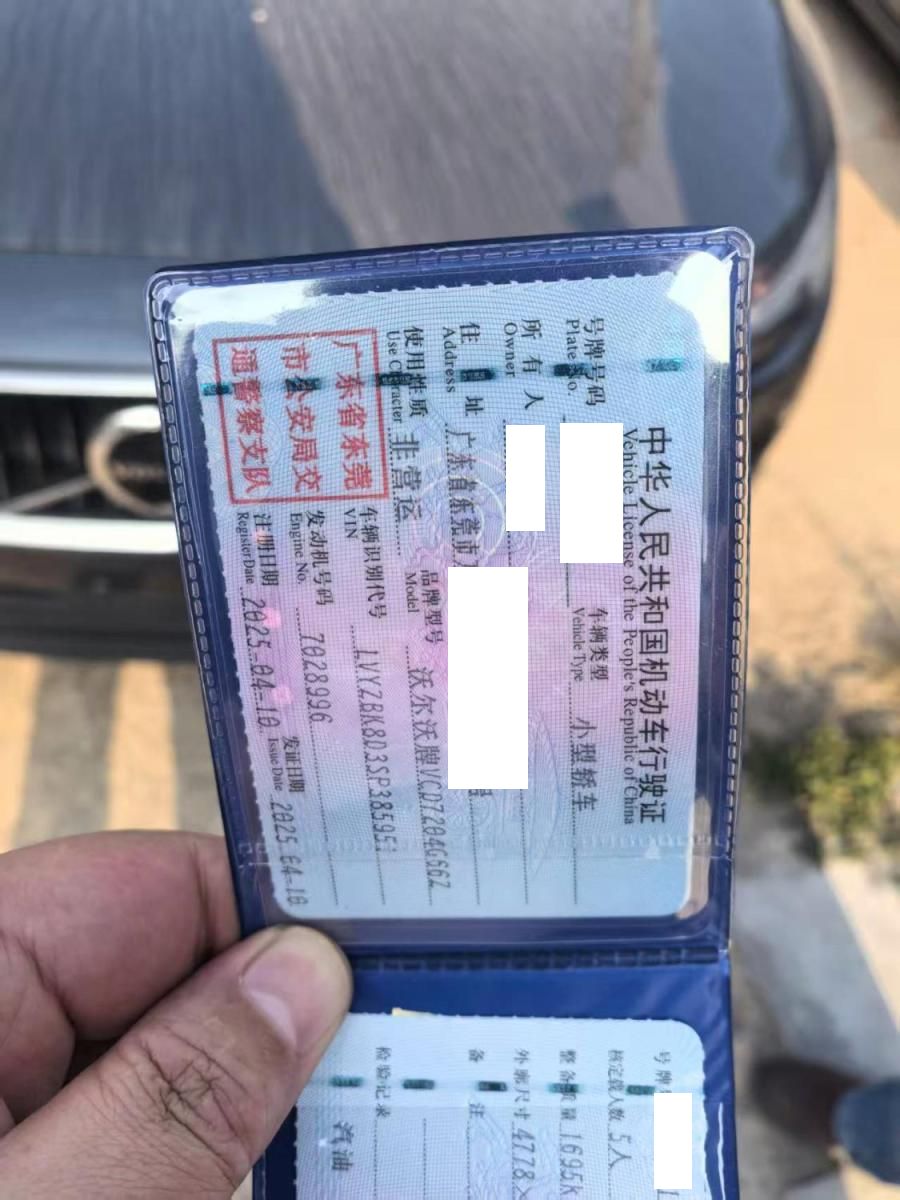 中华人民共和国机动车行驶证
Vehicle License of the People's Republic of China
号牌号码
Plate No.
车辆类型 小型轿车
Vehicle Type
所有人
Owner
住址 广东省东莞市
Address
使用性质 非营运
Use Character
品牌型号 沃尔沃牌VCD7204G66Z
Model
车辆识别代号 LVYZBK8D3SP385951
VIN
发动机号码 7028996
Engine No.
注册日期 2025-04-10
Register Date
发证日期 2025-04-10
Issue Date
广东省东莞
市公安局交
通警察支队
号牌
核定载人数 5人
整备质量 1695k
外廓尺寸 4778×
备注
检验记录
汽油